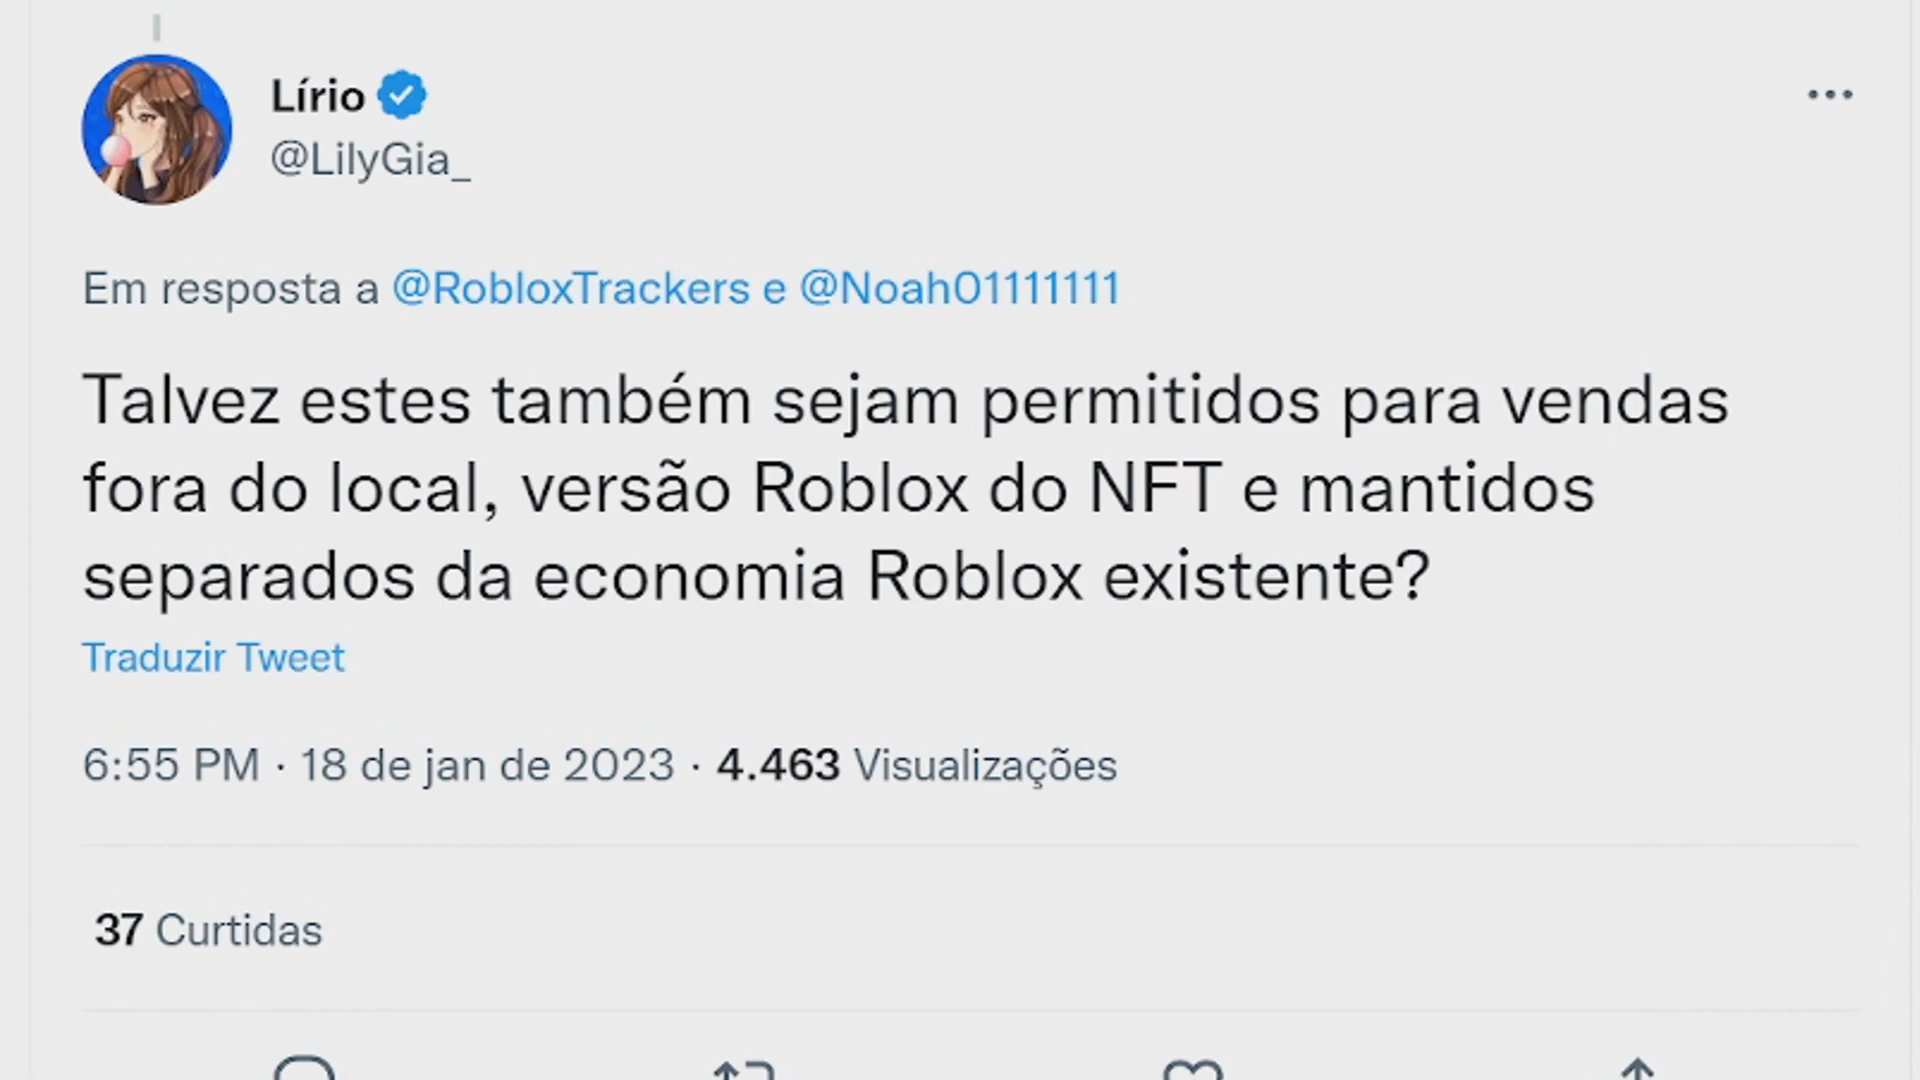 Lírio
@LilyGia_
Em resposta a @RobloxTrackers e @Noah01111111
Talvez estes também sejam permitidos para vendas
fora do local, versão Roblox do NFT e mantidos
separados da economia Roblox existente?
Traduzir Tweet
6:55 PM · 18 de jan de 2023 · 4.463 Visualizações
37 Curtidas